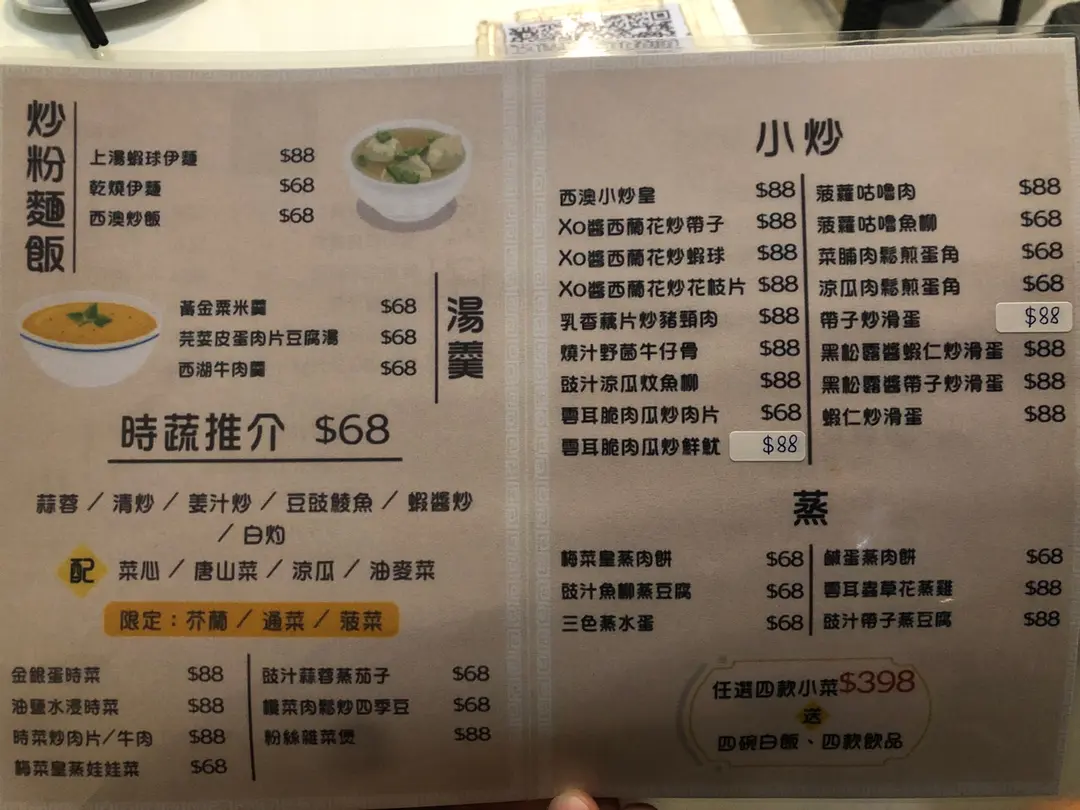 炒粉麵飯
上湯蝦球伊麵 $88
乾燒伊麵 $68
西澳炒飯 $68
湯羹
黃金粟米羹 $68
芫荽皮蛋肉片豆腐湯 $68
西湖牛肉羹 $68
時蔬推介 $68
蒜蓉 / 清炒 / 姜汁炒 / 豆豉鯪魚 / 蝦醬炒
/ 白灼
配 菜心 / 唐山菜 / 涼瓜 / 油麥菜
限定：芥蘭 / 通菜 / 菠菜
金銀蛋時菜 $88
油鹽水浸時菜 $88
時菜炒肉片/牛肉 $88
梅菜皇蒸娃娃菜 $68
豉汁蒜蓉蒸茄子 $68
欖菜肉鬆炒四季豆 $68
粉絲雜菜煲 $88
小炒
西澳小炒皇 $88
XO醬西蘭花炒帶子 $88
XO醬西蘭花炒蝦球 $88
XO醬西蘭花炒花枝片 $88
乳香藕片炒豬頸肉 $88
燒汁野菌牛仔骨 $88
豉汁涼瓜炆魚柳 $88
雲耳脆肉瓜炒肉片 $68
雲耳脆肉瓜炒鮮魷 $88
菠蘿咕嚕肉 $88
菠蘿咕嚕魚柳 $68
菜脯肉鬆煎蛋角 $68
涼瓜肉鬆煎蛋角 $68
帶子炒滑蛋 $88
黑松露醬蝦仁炒滑蛋 $88
黑松露醬帶子炒滑蛋 $88
蝦仁炒滑蛋 $88
蒸
梅菜皇蒸肉餅 $68
豉汁魚柳蒸豆腐 $68
三色蒸水蛋 $68
鹹蛋蒸肉餅 $68
雲耳蟲草花蒸雞 $88
豉汁帶子蒸豆腐 $88
任選四款小菜$398
送
四碗白飯、四款飲品